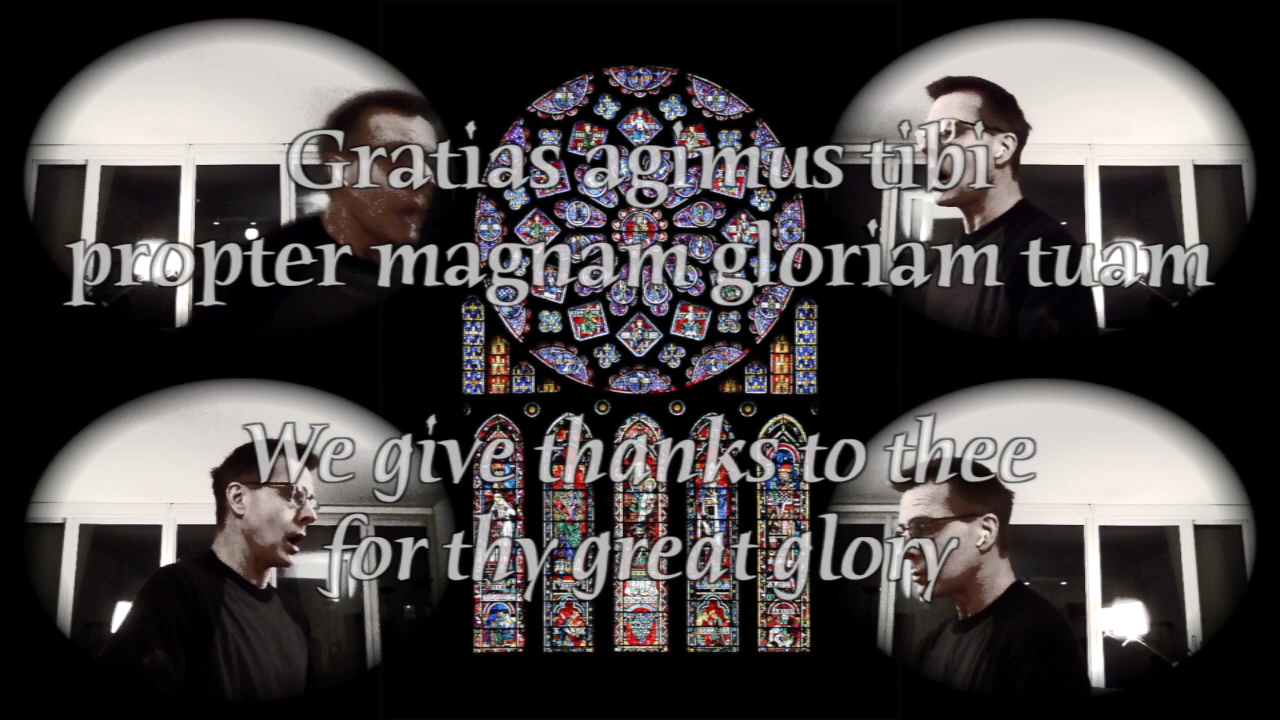 Gratias agimus tibi
propter magnam gloriam tuam
We give thanks to thee
for thy great glory